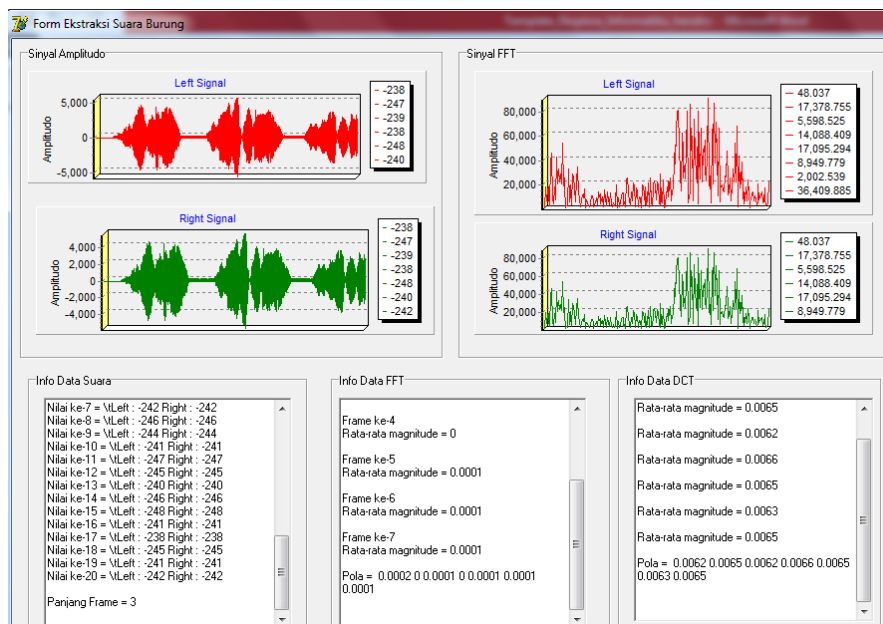 Form Ekstraksi Suara Burung
Sinyal Amplitudo
Left Signal
Amplitudo
5,000
0
-5,000
-238
-247
-239
-238
-248
-240
Right Signal
Amplitudo
4,000
2,000
0
-2,000
-4,000
-238
-247
-239
-238
-248
-240
-242
Sinyal FFT
Left Signal
Amplitudo
80,000
60,000
40,000
20,000
48.037
17,378.755
5,598.525
14,088.409
17,095.294
8,949.779
2,002.539
36,409.885
Right Signal
Amplitudo
80,000
60,000
40,000
20,000
48.037
17,378.755
5,598.525
14,088.409
17,095.294
8,949.779
Info Data Suara
Nilai ke-7 = \tLeft : -242 Right : -242
Nilai ke-8 = \tLeft : -246 Right : -246
Nilai ke-9 = \tLeft : -244 Right : -244
Nilai ke-10 = \tLeft : -241 Right : -241
Nilai ke-11 = \tLeft : -247 Right : -247
Nilai ke-12 = \tLeft : -245 Right : -245
Nilai ke-13 = \tLeft : -240 Right : -240
Nilai ke-14 = \tLeft : -246 Right : -246
Nilai ke-15 = \tLeft : -248 Right : -248
Nilai ke-16 = \tLeft : -241 Right : -241
Nilai ke-17 = \tLeft : -238 Right : -238
Nilai ke-18 = \tLeft : -245 Right : -245
Nilai ke-19 = \tLeft : -241 Right : -241
Nilai ke-20 = \tLeft : -242 Right : -242
Panjang Frame = 3
Info Data FFT
Frame ke-4
Rata-rata magnitude = 0
Frame ke-5
Rata-rata magnitude = 0.0001
Frame ke-6
Rata-rata magnitude = 0.0001
Frame ke-7
Rata-rata magnitude = 0.0001
Pola = 0.0002 0 0.0001 0 0.0001 0.0001
0.0001
Info Data DCT
Rata-rata magnitude = 0.0065
Rata-rata magnitude = 0.0062
Rata-rata magnitude = 0.0066
Rata-rata magnitude = 0.0065
Rata-rata magnitude = 0.0063
Rata-rata magnitude = 0.0065
Pola = 0.0062 0.0065 0.0062 0.0066 0.0065
0.0063 0.0065